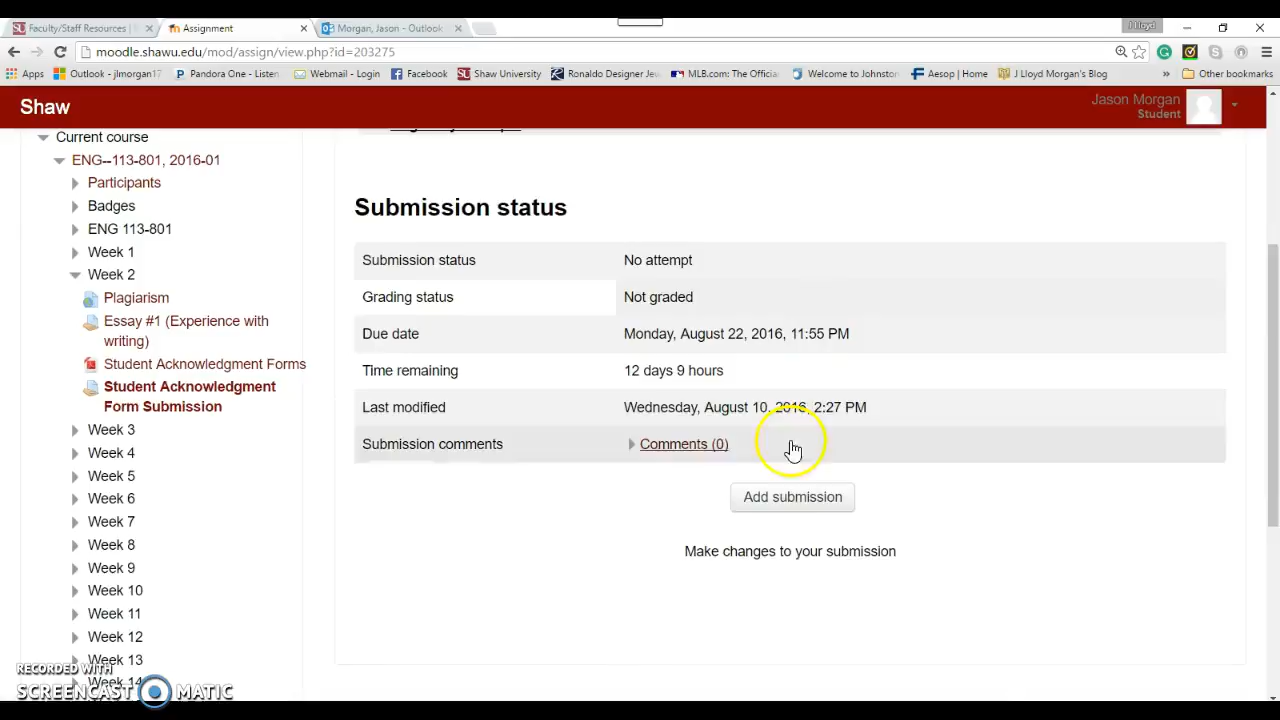 Faculty/Staff Resources
Assignment
Morgan, Jason - Outlook
J Lloyd
moodle.shawu.edu/mod/assign/view.php?id=203275
Apps
Outlook - jlmorgan17
Pandora One - Listen
Webmail - Login
Facebook
Shaw University
Ronaldo Designer Jew
MLB.com: The Officia
Welcome to Johnston
Aesop | Home
J Lloyd Morgan's Blog
»
Other bookmarks
Shaw
Jason Morgan
Student
Current course
ENG--113-801, 2016-01
Participants
Badges
ENG 113-801
Week 1
Week 2
Plagiarism
Essay #1 (Experience with
writing)
Student Acknowledgment Forms
Student Acknowledgment
Form Submission
Week 3
Week 4
Week 5
Week 6
Week 7
Week 8
Week 9
Week 10
Week 11
Week 12
Week 13
Week 14
Submission status
Submission status No attempt
Grading status Not graded
Due date Monday, August 22, 2016, 11:55 PM
Time remaining 12 days 9 hours
Last modified Wednesday, August 10, 2016, 2:27 PM
Submission comments Comments (0)
Add submission
Make changes to your submission
RECORDED WITH
SCREENCAST MATIC